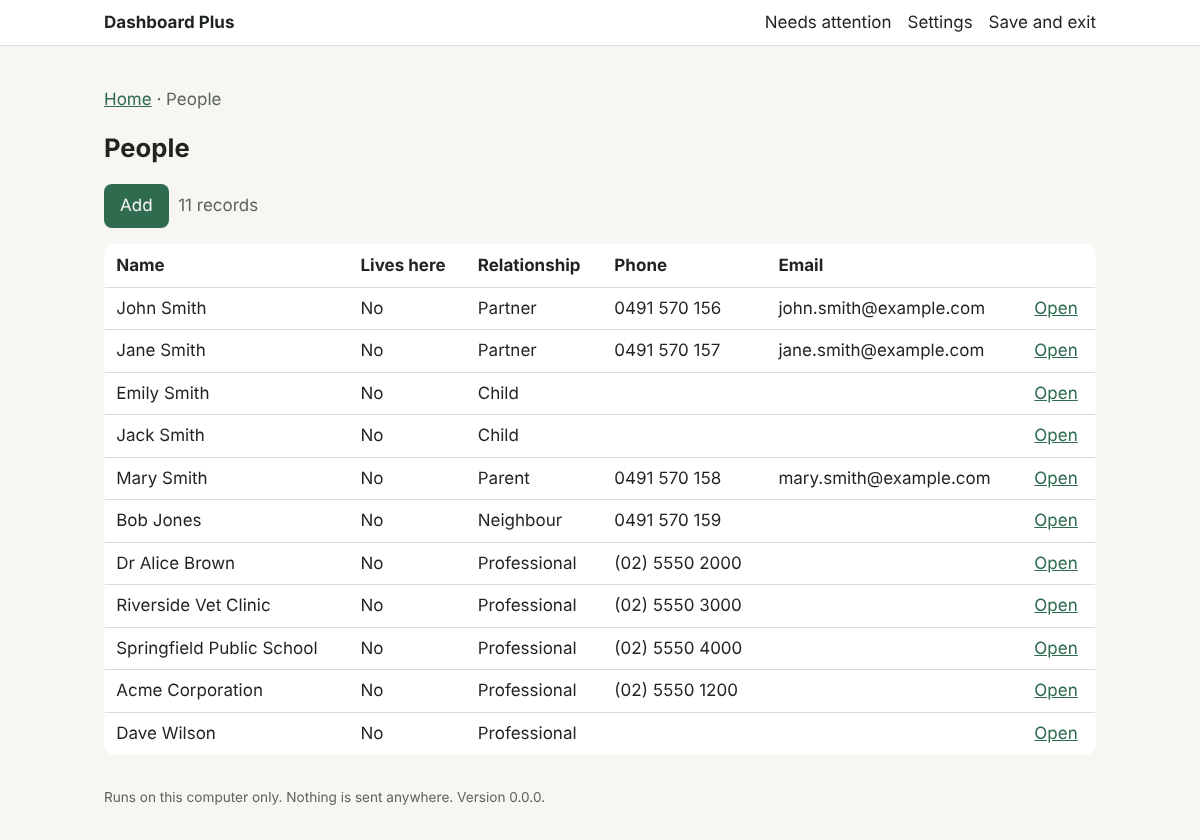 Dashboard Plus Needs attention Settings Save and exit
Home · People
People
Add 11 records
Name Lives here Relationship Phone Email
John Smith No Partner 0491 570 156 john.smith@example.com Open
Jane Smith No Partner 0491 570 157 jane.smith@example.com Open
Emily Smith No Child Open
Jack Smith No Child Open
Mary Smith No Parent 0491 570 158 mary.smith@example.com Open
Bob Jones No Neighbour 0491 570 159 Open
Dr Alice Brown No Professional (02) 5550 2000 Open
Riverside Vet Clinic No Professional (02) 5550 3000 Open
Springfield Public School No Professional (02) 5550 4000 Open
Acme Corporation No Professional (02) 5550 1200 Open
Dave Wilson No Professional Open
Runs on this computer only. Nothing is sent anywhere. Version 0.0.0.